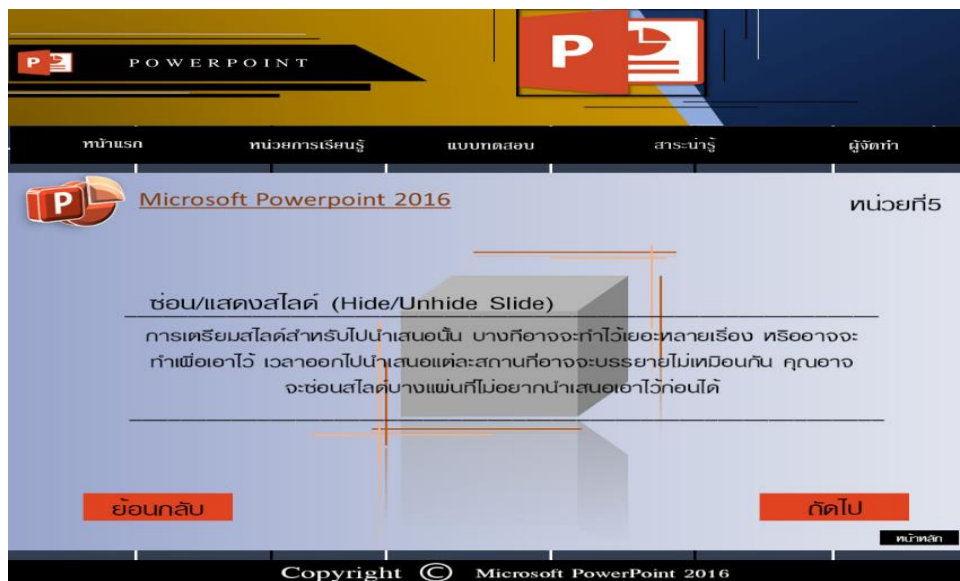 P POWERPOINT
P
หน้าแรก หน่วยการเรียนรู้ แบบทดสอบ สาระน่ารู้ ผู้จัดทำ
P Microsoft Powerpoint 2016 หน่วยที่5
ซ่อน/แสดงสไลด์ (Hide/Unhide Slide)
การเตรียมสไลด์สำหรับไปนำเสนอนั้น บางทีอาจจะทำไว้เยอะหลายเรื่อง หรืออาจจะ
ทำเผื่อเอาไว้ เวลาออกไปนำเสนอแต่ละสถานที่อาจจะบรรยายไม่เหมือนกัน คุณอาจ
จะซ่อนสไลด์บางแผ่นที่ไม่อยากนำเสนอเอาไว้ก่อนได้
ย้อนกลับ ถัดไป
หน้าหลัก
Copyright © Microsoft PowerPoint 2016